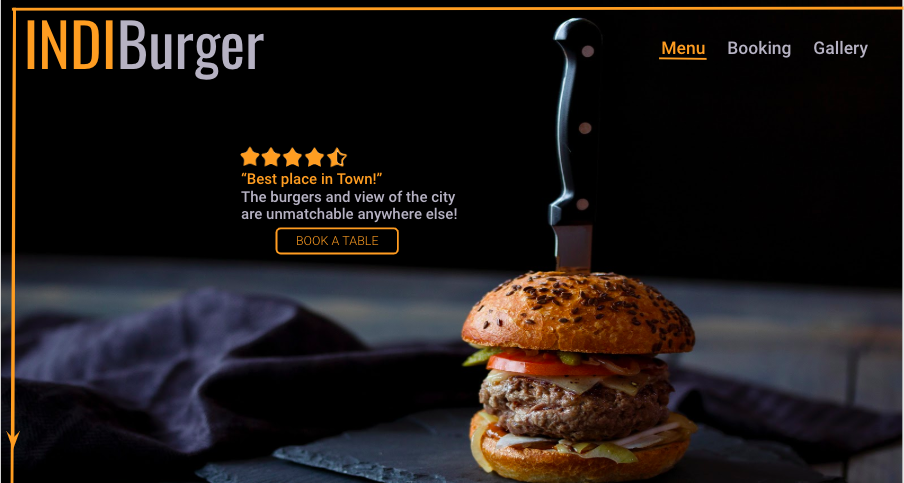 INDIBurger
Menu Booking Gallery
“Best place in Town!”
The burgers and view of the city
are unmatchable anywhere else!
BOOK A TABLE